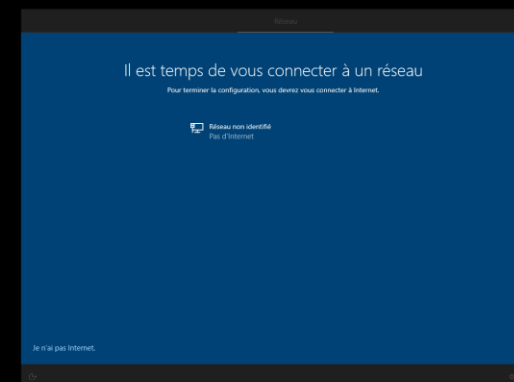 Réseau
Il est temps de vous connecter à un réseau
Pour terminer la configuration, vous devrez vous connecter à Internet.
Réseau non identifié
Pas d'Internet
Je n'ai pas Internet.